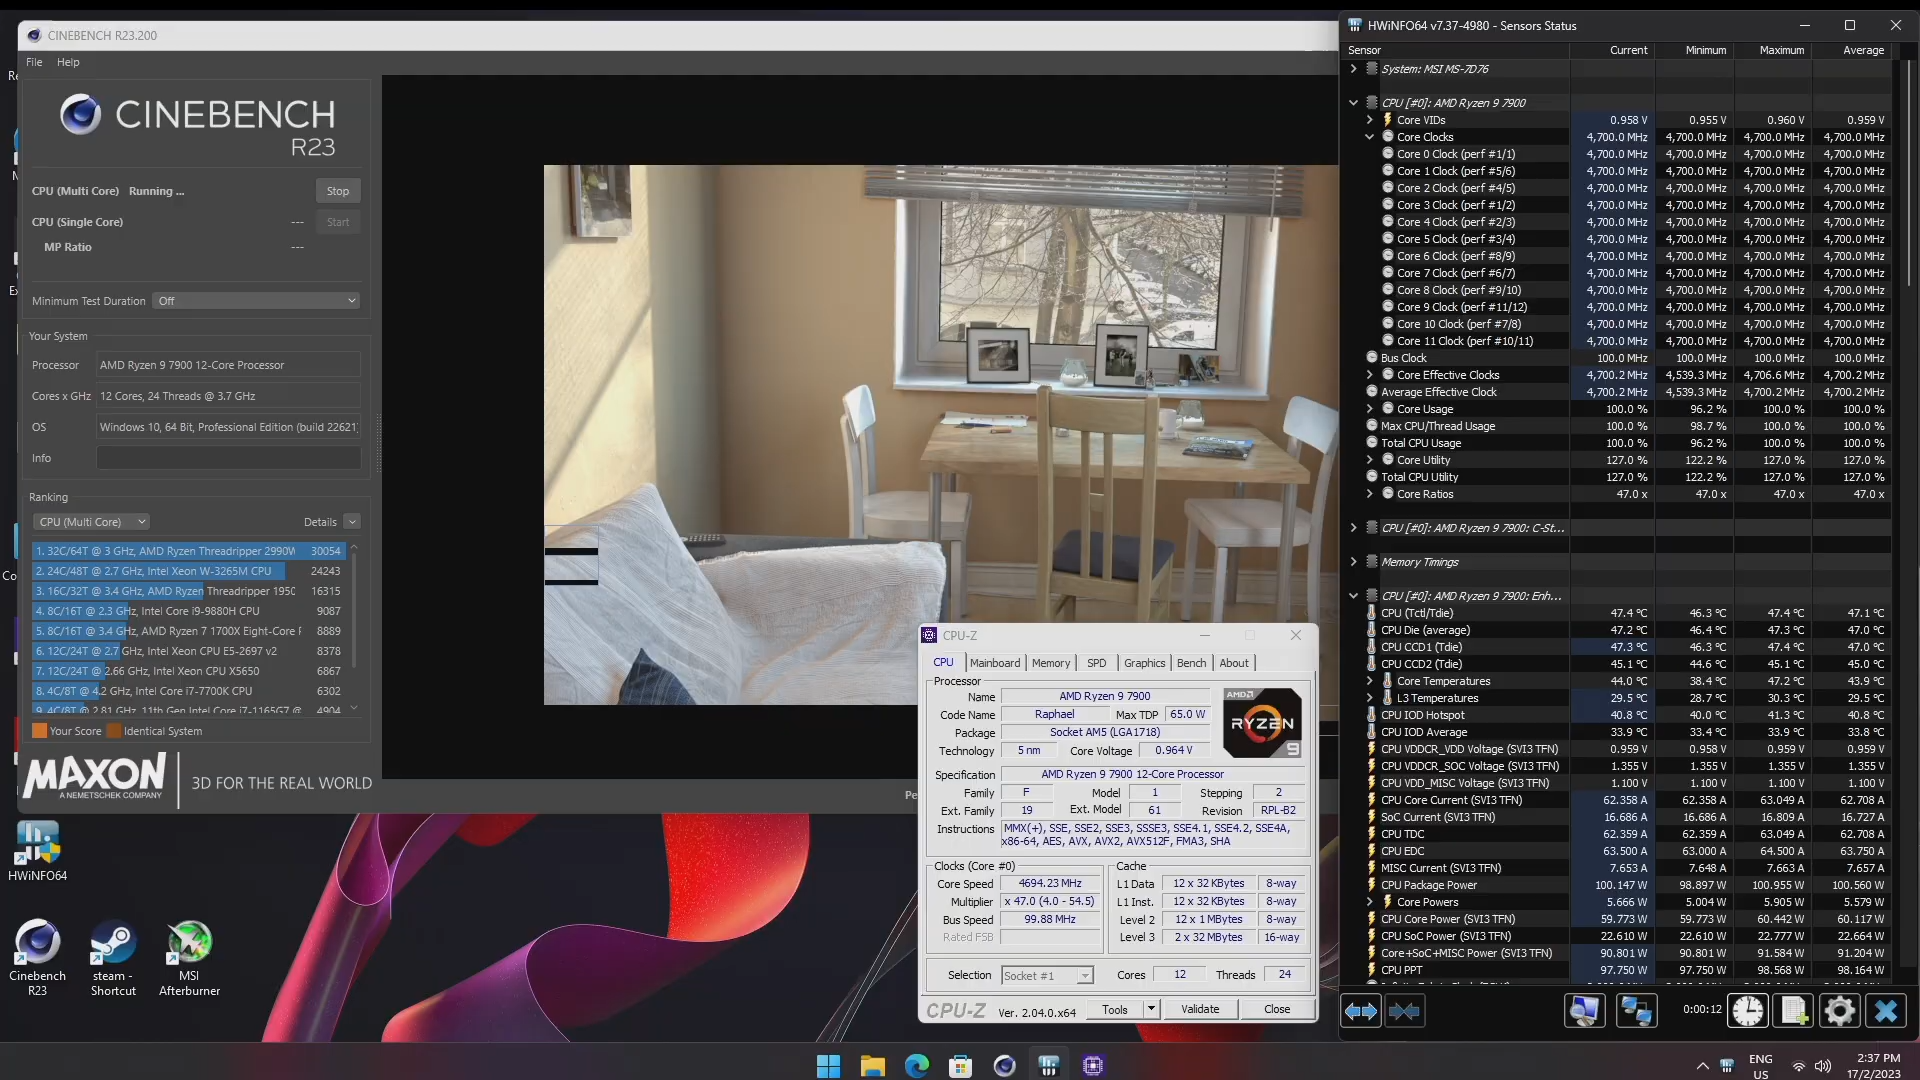 CINEBENCH R23.200
File Help
CINEBENCH
R23
CPU (Multi Core) Running ... Stop
CPU (Single Core) --- Start
MP Ratio ---
Minimum Test Duration Off
Your System
Processor AMD Ryzen 9 7900 12-Core Processor
Cores x GHz 12 Cores, 24 Threads @ 3.7 GHz
OS Windows 10, 64 Bit, Professional Edition (build 22621)
Info
Ranking
CPU (Multi Core) Details
1. 32C/64T @ 3 GHz, AMD Ryzen Threadripper 2990W 30054
2. 24C/48T @ 2.7 GHz, Intel Xeon W-3265M CPU 24243
3. 16C/32T @ 3.4 GHz, AMD Ryzen Threadripper 195C 16315
4. 8C/16T @ 2.3 GHz, Intel Core i9-9880H CPU 9087
5. 8C/16T @ 3.4 GHz, AMD Ryzen 7 1700X Eight-Core 8889
6. 12C/24T @ 2.7 GHz, Intel Xeon CPU E5-2697 v2 8378
7. 12C/24T @ 2.66 GHz, Intel Xeon CPU X5650 6867
8. 4C/8T @ 4.2 GHz, Intel Core i7-7700K CPU 6302
9. 4C/8T @ 2.81 GHz, 11th Gen Intel Core i7-1165G7 @ 4904
Your Score Identical System
MAXON
A NEMETSCHEK COMPANY
3D FOR THE REAL WORLD
HWiNFO64
Cinebench R23
steam - Shortcut
MSI Afterburner
CPU-Z
CPU Mainboard Memory SPD Graphics Bench About
Processor
Name AMD Ryzen 9 7900
Code Name Raphael Max TDP 65.0 W
Package Socket AM5 (LGA1718)
Technology 5 nm Core Voltage 0.964 V
AMD
RYZEN
9
Specification AMD Ryzen 9 7900 12-Core Processor
Family F Model 1 Stepping 2
Ext. Family 19 Ext. Model 61 Revision RPL-B2
Instructions MMX(+), SSE, SSE2, SSE3, SSSE3, SSE4.1, SSE4.2, SSE4A,
x86-64, AES, AVX, AVX2, AVX512F, FMA3, SHA
Clocks (Core #0)
Core Speed 4694.23 MHz
Multiplier x 47.0 (4.0 - 54.5)
Bus Speed 99.88 MHz
Rated FSB
Cache
L1 Data 12 x 32 KBytes 8-way
L1 Inst. 12 x 32 KBytes 8-way
Level 2 12 x 1 MBytes 8-way
Level 3 2 x 32 MBytes 16-way
Selection Socket #1 Cores 12 Threads 24
CPU-Z Ver. 2.04.0.x64 Tools Validate Close
HWiNFO64 v7.37-4980 - Sensors Status
Sensor Current Minimum Maximum Average
System: MSI MS-7D76
CPU [#0]: AMD Ryzen 9 7900
Core VIDs 0.958 V 0.955 V 0.960 V 0.959 V
Core Clocks 4,700.0 MHz 4,700.0 MHz 4,700.0 MHz 4,700.0 MHz
Core 0 Clock (perf #1/1) 4,700.0 MHz 4,700.0 MHz 4,700.0 MHz 4,700.0 MHz
Core 1 Clock (perf #5/6) 4,700.0 MHz 4,700.0 MHz 4,700.0 MHz 4,700.0 MHz
Core 2 Clock (perf #4/5) 4,700.0 MHz 4,700.0 MHz 4,700.0 MHz 4,700.0 MHz
Core 3 Clock (perf #1/2) 4,700.0 MHz 4,700.0 MHz 4,700.0 MHz 4,700.0 MHz
Core 4 Clock (perf #2/3) 4,700.0 MHz 4,700.0 MHz 4,700.0 MHz 4,700.0 MHz
Core 5 Clock (perf #3/4) 4,700.0 MHz 4,700.0 MHz 4,700.0 MHz 4,700.0 MHz
Core 6 Clock (perf #8/9) 4,700.0 MHz 4,700.0 MHz 4,700.0 MHz 4,700.0 MHz
Core 7 Clock (perf #6/7) 4,700.0 MHz 4,700.0 MHz 4,700.0 MHz 4,700.0 MHz
Core 8 Clock (perf #9/10) 4,700.0 MHz 4,700.0 MHz 4,700.0 MHz 4,700.0 MHz
Core 9 Clock (perf #11/12) 4,700.0 MHz 4,700.0 MHz 4,700.0 MHz 4,700.0 MHz
Core 10 Clock (perf #7/8) 4,700.0 MHz 4,700.0 MHz 4,700.0 MHz 4,700.0 MHz
Core 11 Clock (perf #10/11) 4,700.0 MHz 4,700.0 MHz 4,700.0 MHz 4,700.0 MHz
Bus Clock 100.0 MHz 100.0 MHz 100.0 MHz 100.0 MHz
Core Effective Clocks 4,700.2 MHz 4,539.3 MHz 4,706.6 MHz 4,700.2 MHz
Average Effective Clock 4,700.2 MHz 4,539.3 MHz 4,700.2 MHz 4,700.2 MHz
Core Usage 100.0 % 96.2 % 100.0 % 100.0 %
Max CPU/Thread Usage 100.0 % 98.7 % 100.0 % 100.0 %
Total CPU Usage 100.0 % 96.2 % 100.0 % 100.0 %
Core Utility 127.0 % 122.2 % 127.0 % 127.0 %
Total CPU Utility 127.0 % 122.2 % 127.0 % 127.0 %
Core Ratios 47.0 x 47.0 x 47.0 x 47.0 x
CPU [#0]: AMD Ryzen 9 7900: C-St...
Memory Timings
CPU [#0]: AMD Ryzen 9 7900: Enh...
CPU (Tctl/Tdie) 47.4 °C 46.3 °C 47.4 °C 47.1 °C
CPU Die (average) 47.2 °C 46.4 °C 47.3 °C 47.0 °C
CPU CCD1 (Tdie) 47.3 °C 46.3 °C 47.4 °C 47.0 °C
CPU CCD2 (Tdie) 45.1 °C 44.6 °C 45.1 °C 45.0 °C
Core Temperatures 44.0 °C 38.4 °C 47.2 °C 43.9 °C
L3 Temperatures 29.5 °C 28.7 °C 30.3 °C 29.5 °C
CPU IOD Hotspot 40.8 °C 40.0 °C 41.3 °C 40.8 °C
CPU IOD Average 33.9 °C 33.4 °C 33.9 °C 33.8 °C
CPU VDDCR_VDD Voltage (SVI3 TFN) 0.959 V 0.958 V 0.959 V 0.959 V
CPU VDDCR_SOC Voltage (SVI3 TFN) 1.355 V 1.355 V 1.355 V 1.355 V
CPU VDD_MISC Voltage (SVI3 TFN) 1.100 V 1.100 V 1.100 V 1.100 V
CPU Core Current (SVI3 TFN) 62.358 A 62.358 A 63.049 A 62.708 A
SoC Current (SVI3 TFN) 16.686 A 16.686 A 16.809 A 16.727 A
CPU TDC 62.359 A 62.359 A 63.049 A 62.708 A
CPU EDC 63.500 A 63.000 A 64.500 A 63.750 A
MISC Current (SVI3 TFN) 7.653 A 7.648 A 7.663 A 7.657 A
CPU Package Power 100.147 W 98.897 W 100.955 W 100.560 W
Core Powers 5.666 W 5.004 W 5.905 W 5.579 W
CPU Core Power (SVI3 TFN) 59.773 W 59.773 W 60.442 W 60.117 W
CPU SoC Power (SVI3 TFN) 22.610 W 22.610 W 22.777 W 22.664 W
Core+SoC+MISC Power (SVI3 TFN) 90.801 W 90.801 W 91.584 W 91.204 W
CPU PPT 97.750 W 97.750 W 98.568 W 98.164 W
0:00:12
ENG
US
2:37 PM
17/2/2023